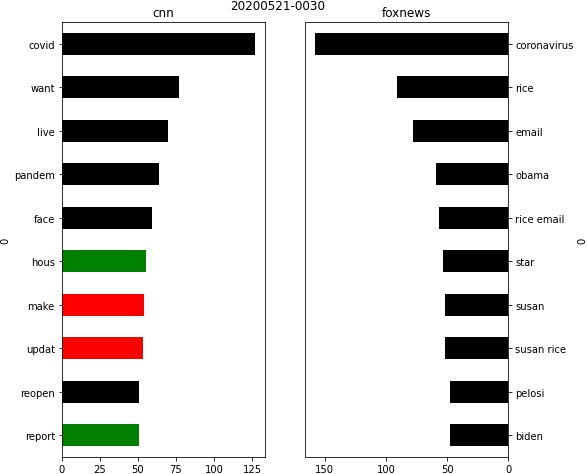 20200521-0030
cnn
foxnews
covid
want
live
pandem
face
hous
make
updat
reopen
report
0
0 25 50 75 100 125
coronavirus
rice
email
obama
rice email
star
susan
susan rice
pelosi
biden
0
150 100 50 0